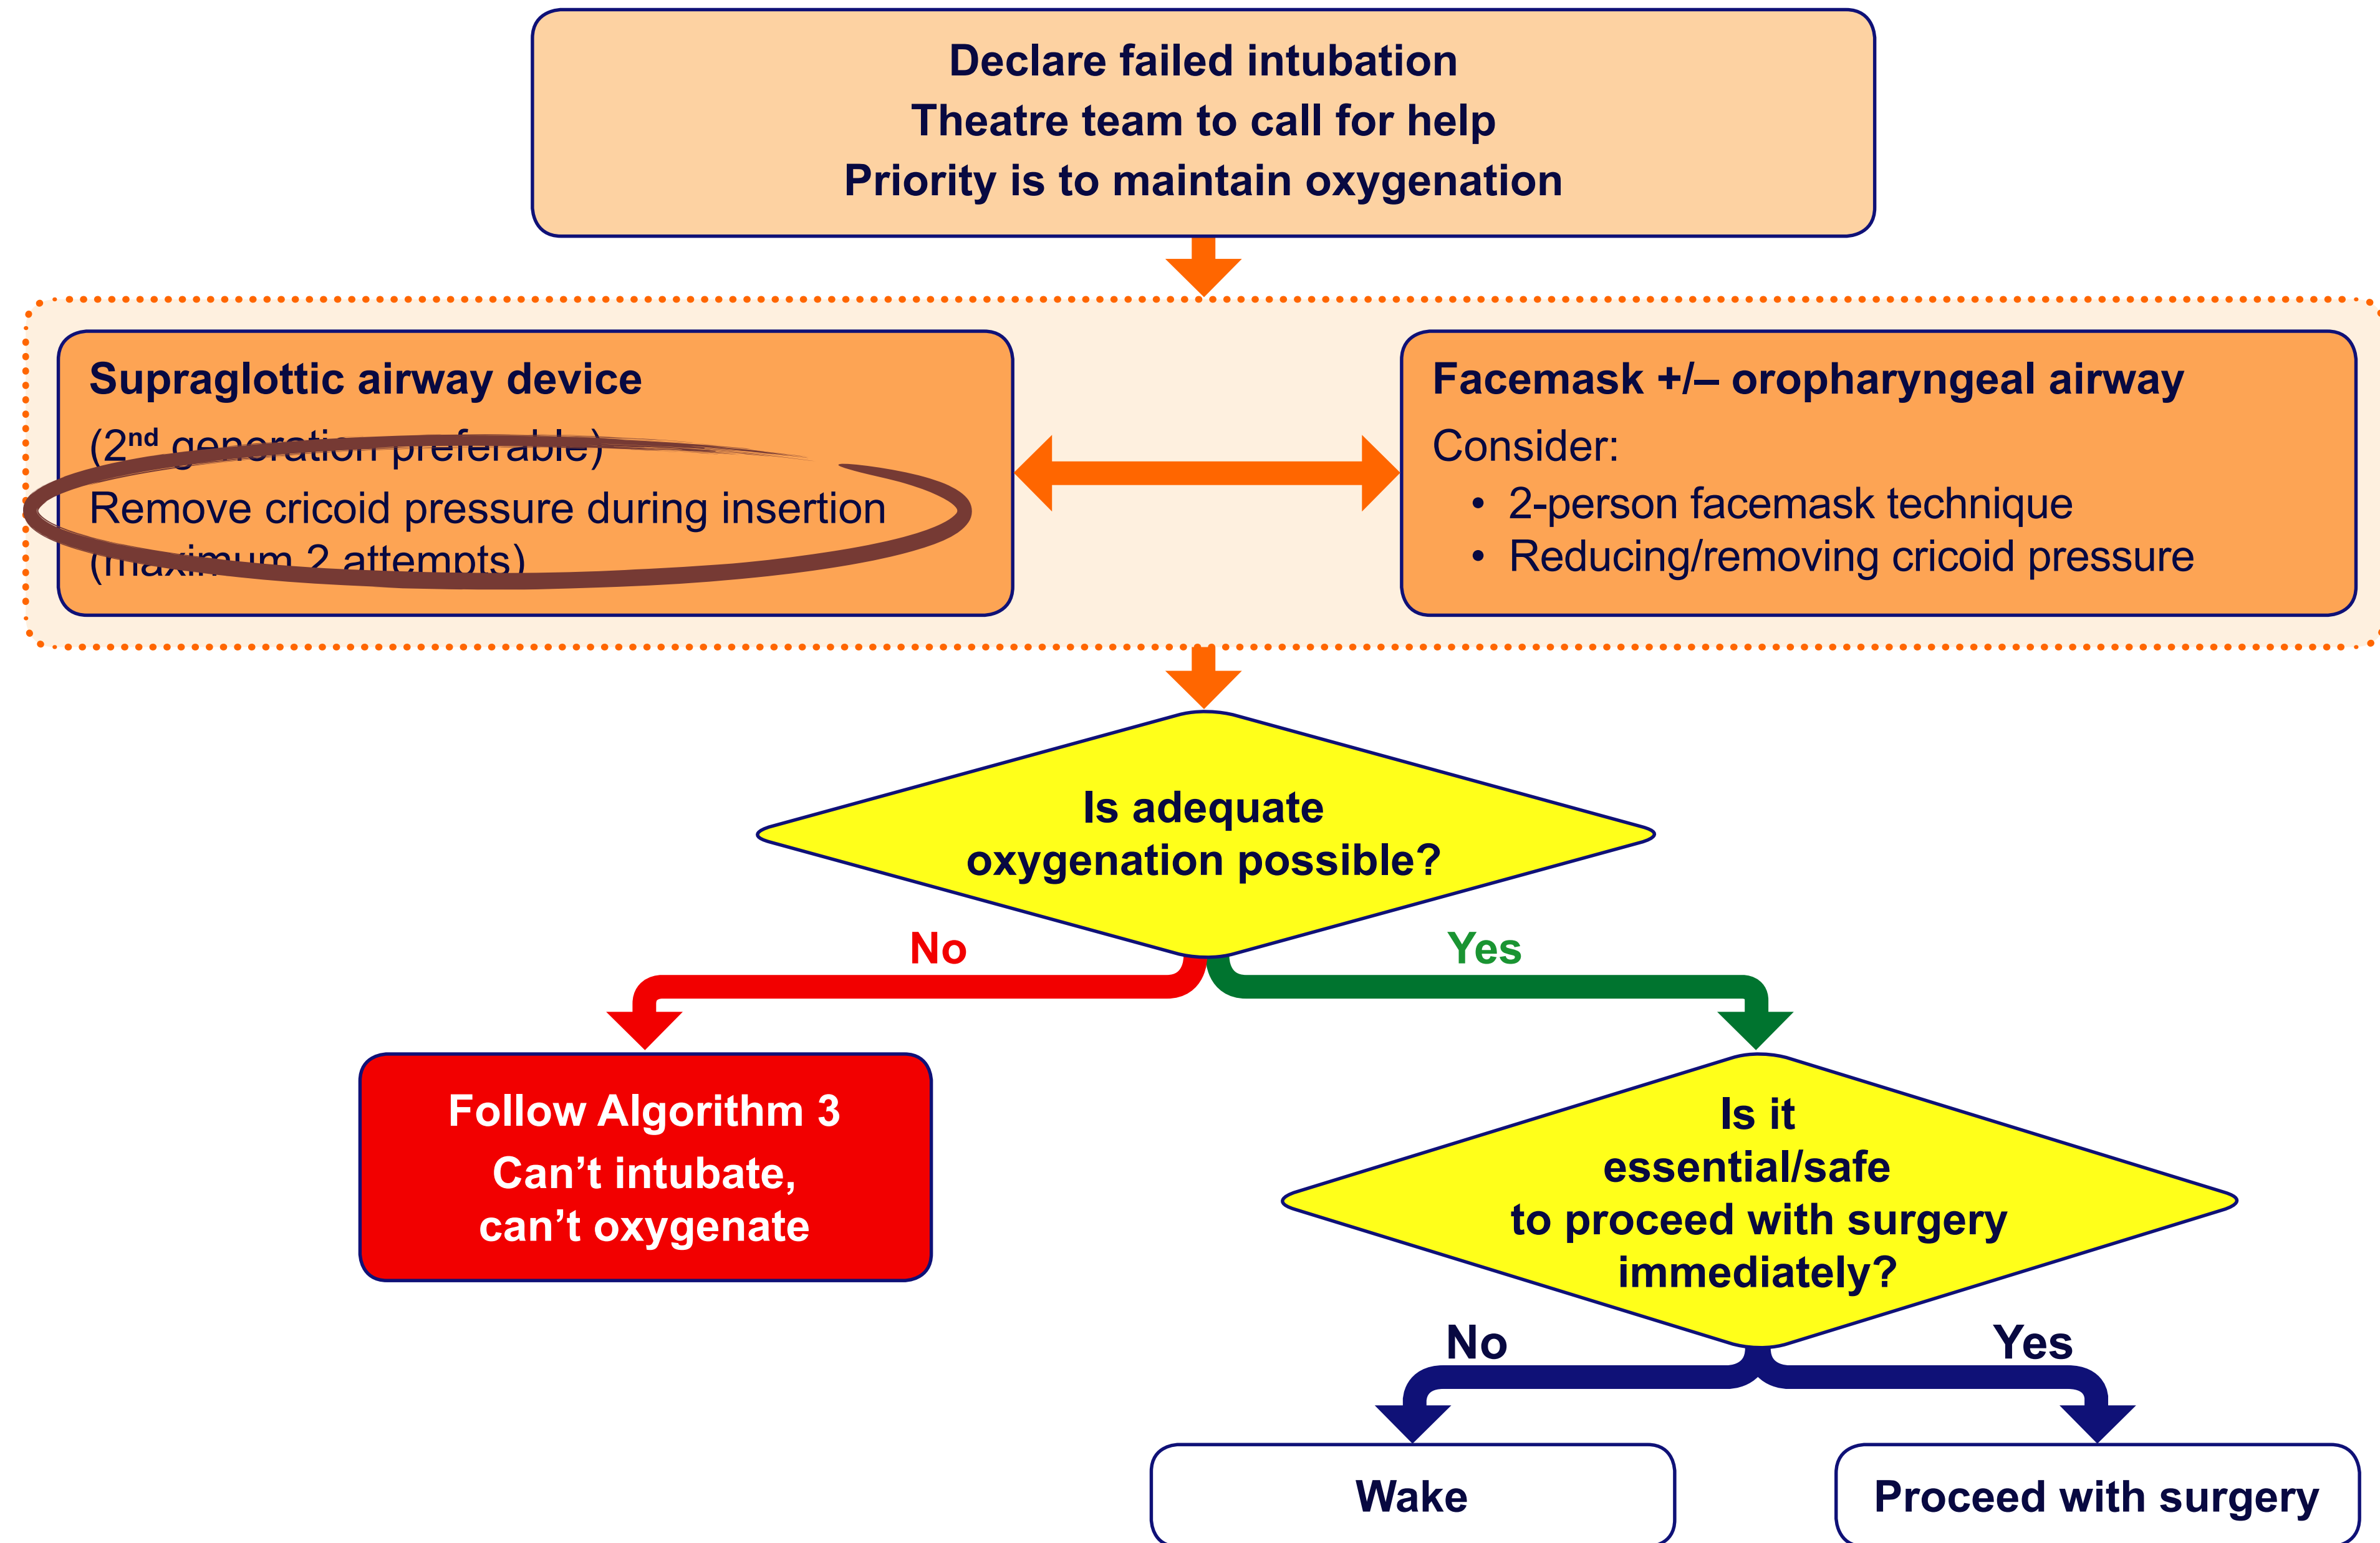 Declare failed intubation
Theatre team to call for help
Priority is to maintain oxygenation
Supraglottic airway device
(2nd generation preferable)
Remove cricoid pressure during insertion
(maximum 2 attempts)
Facemask +/– oropharyngeal airway
Consider:
• 2-person facemask technique
• Reducing/removing cricoid pressure
Is adequate
oxygenation possible?
No
Yes
Follow Algorithm 3
Can’t intubate,
can’t oxygenate
Is it
essential/safe
to proceed with surgery
immediately?
No
Yes
Wake
Proceed with surgery